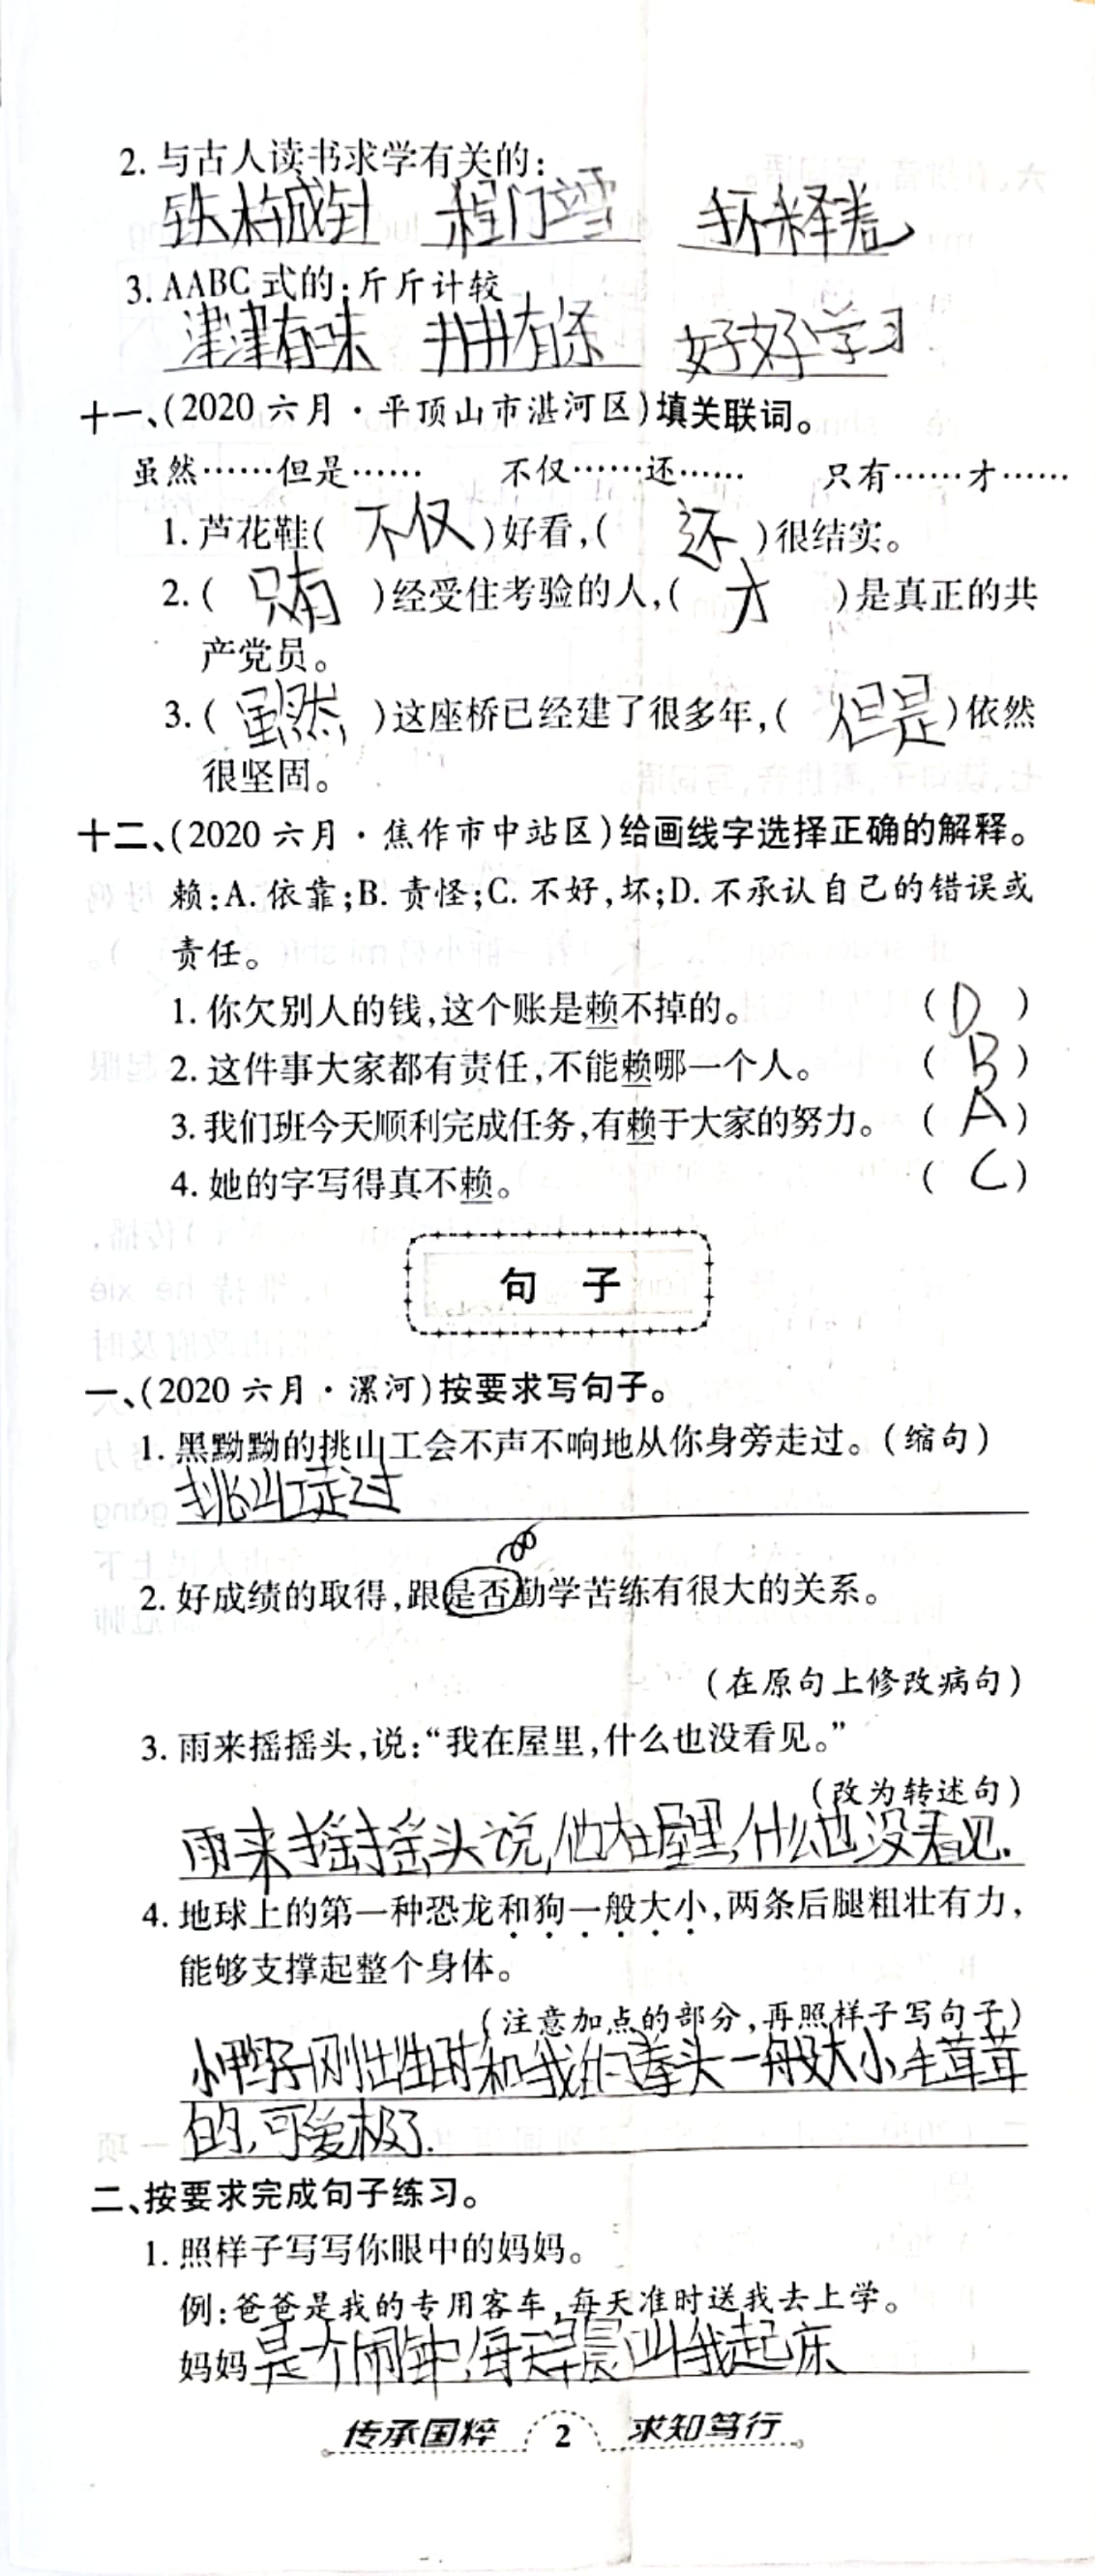 2. 与古人读书求学有关的：
铁杵成针 程门立雪 手不释卷
3. AABC 式的：斤斤计较
津津有味 井井有条 好好学习
十一、（2020 六月·平顶山市湛河区）填关联词。
虽然……但是…… 不仅……还…… 只有……才……
1. 芦花鞋（ 不仅 ）好看，（ 还 ）很结实。
2.（ 只有 ）经受住考验的人，（ 才 ）是真正的共
产党员。
3.（ 虽然 ）这座桥已经建了很多年，（ 但是 ）依然
很坚固。
十二、（2020 六月·焦作市中站区）给画线字选择正确的解释。
赖：A. 依靠；B. 责怪；C. 不好，坏；D. 不承认自己的错误或
责任。
1. 你欠别人的钱，这个账是赖不掉的。 （ D ）
2. 这件事大家都有责任，不能赖哪一个人。 （ B ）
3. 我们班今天顺利完成任务，有赖于大家的努力。 （ A ）
4. 她的字写得真不赖。 （ C ）
句 子
一、（2020 六月·漯河）按要求写句子。
1. 黑黝黝的挑山工会不声不响地从你身旁走过。（缩句）
挑山工走过
2. 好成绩的取得，跟是否勤学苦练有很大的关系。
（在原句上修改病句）
3. 雨来摇摇头，说：“我在屋里，什么也没看见。”
（改为转述句）
雨来摇摇头说，他在屋里，什么也没看见.
4. 地球上的第一种恐龙和狗一般大小，两条后腿粗壮有力，
能够支撑起整个身体。
（注意加点的部分，再照样子写句子）
小鸭子刚出生时和我的拳头一般大小，毛茸茸
的，可爱极了.
二、按要求完成句子练习。
1. 照样子写写你眼中的妈妈。
例：爸爸是我的专用客车，每天准时送我去上学。
妈妈是个闹钟，每天早晨叫我起床
传承国粹 2 求知笃行